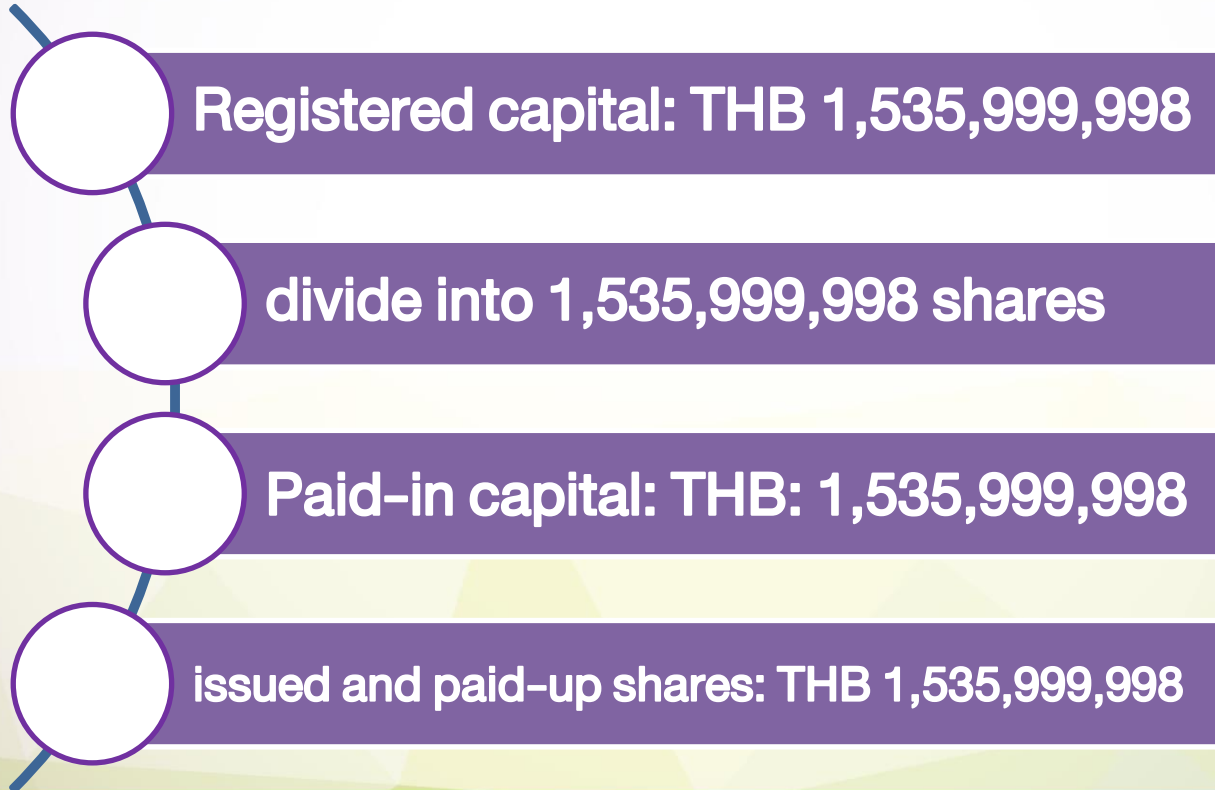 Registered capital: THB 1,535,999,998
divide into 1,535,999,998 shares
Paid-in capital: THB: 1,535,999,998
issued and paid-up shares: THB 1,535,999,998